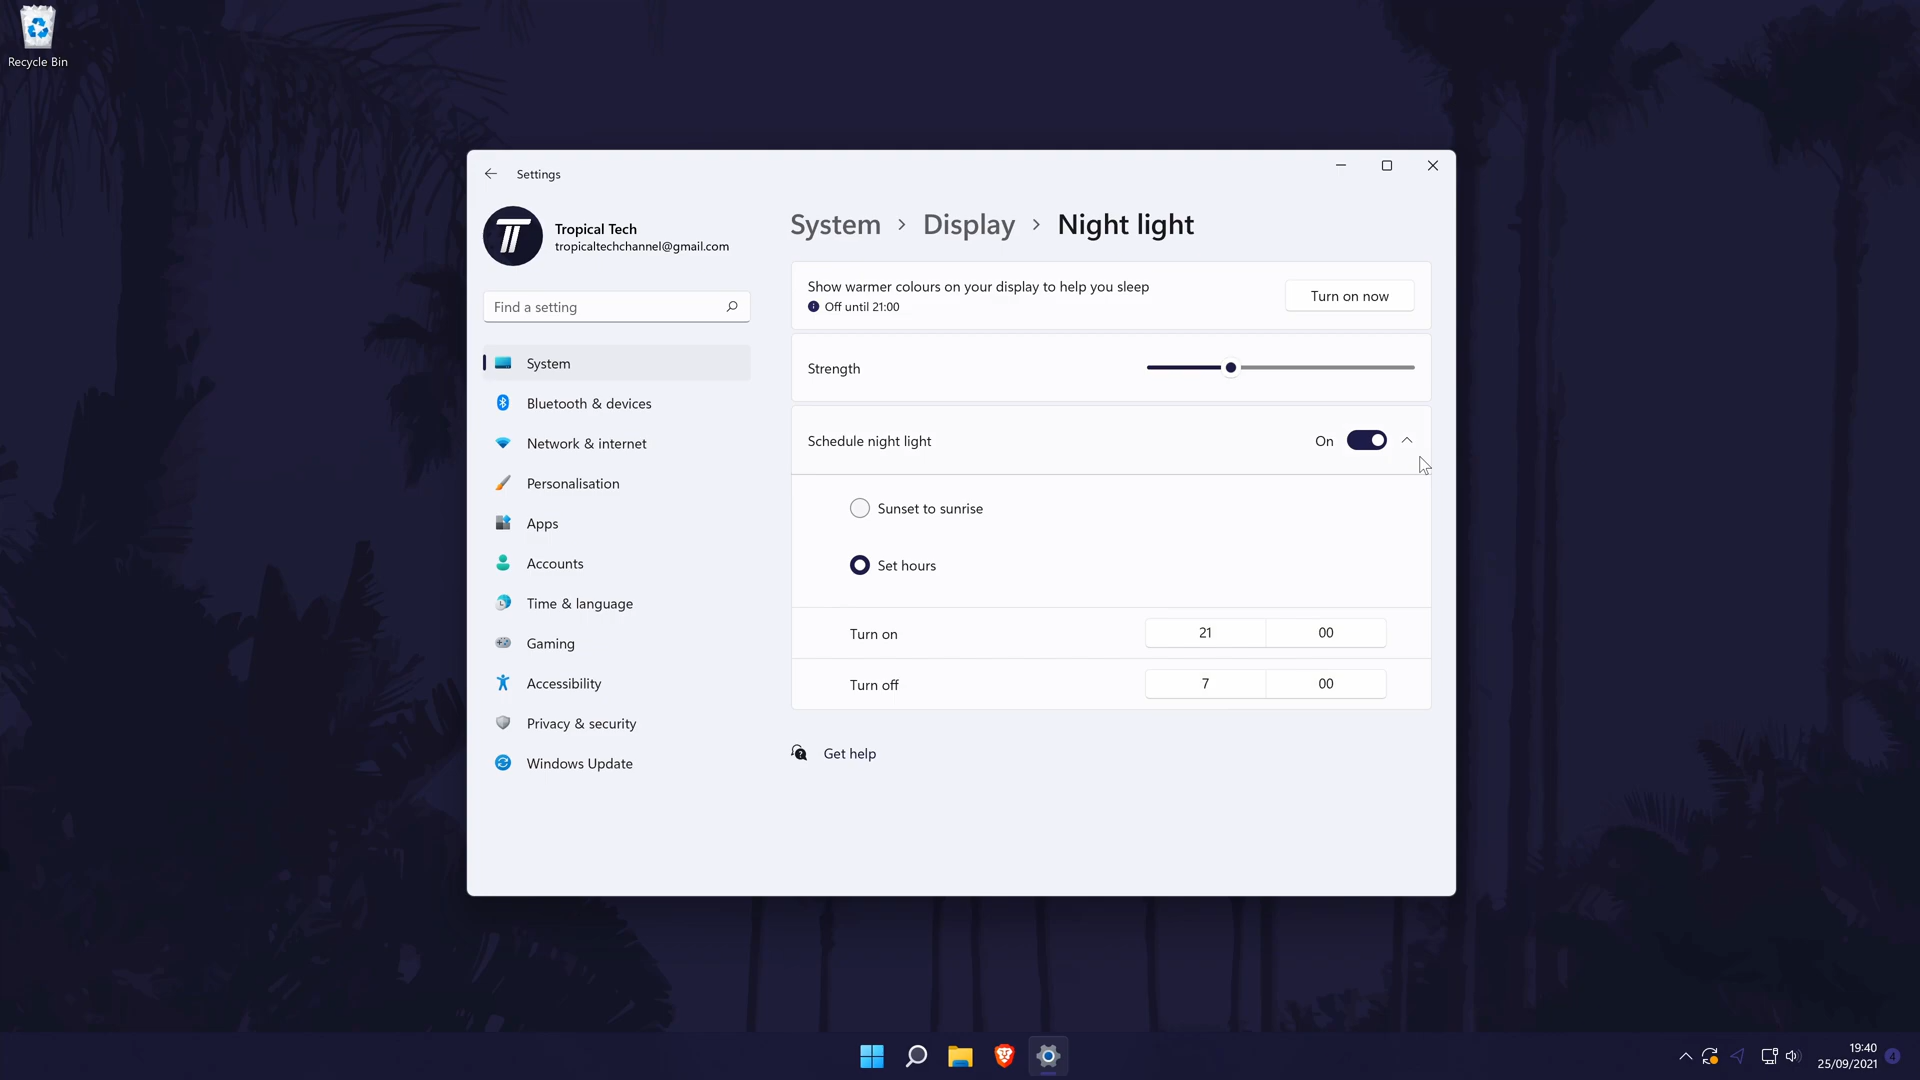 Recycle Bin
Settings
Tropical Tech
tropicaltechchannel@gmail.com
Find a setting
System
Bluetooth & devices
Network & internet
Personalisation
Apps
Accounts
Time & language
Gaming
Accessibility
Privacy & security
Windows Update
System > Display > Night light
Show warmer colours on your display to help you sleep
Off until 21:00
Turn on now
Strength
Schedule night light
On
Sunset to sunrise
Set hours
Turn on 21 00
Turn off 7 00
Get help
19:40
25/09/2021
4